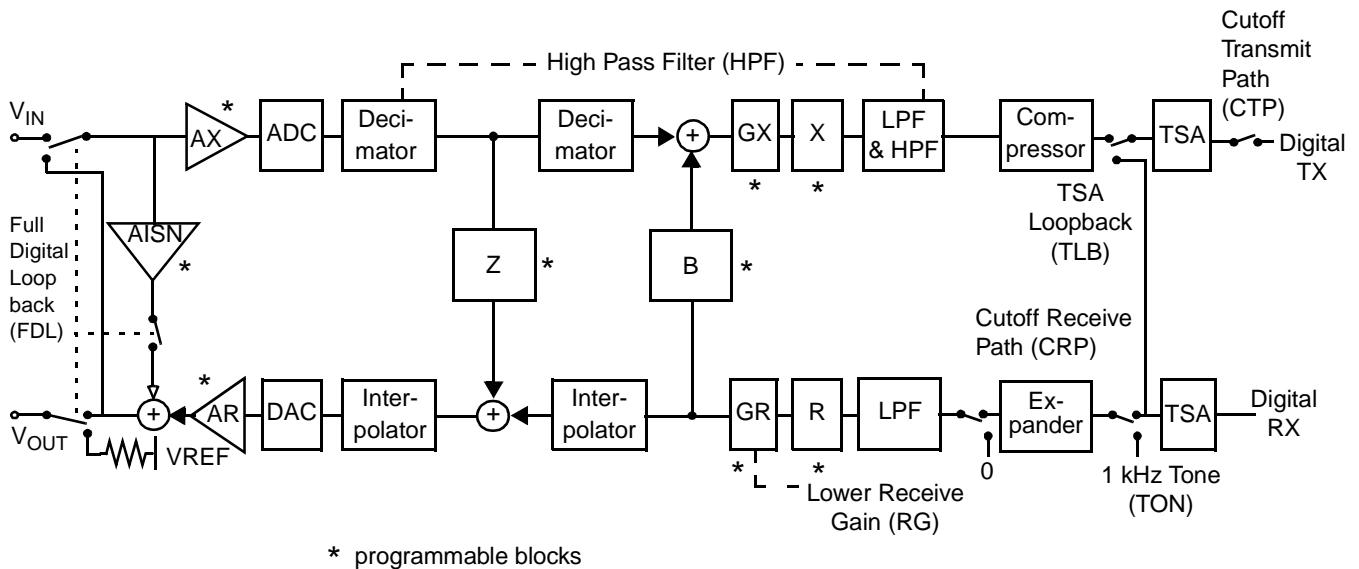 Cutoff
Transmit
Path
(CTP)
High Pass Filter (HPF)
V_IN
*
AX
ADC
Deci-
mator
Deci-
mator
+
GX
X
LPF
& HPF
Com-
pressor
TSA
Digital
TX
*
*
TSA
Loopback
(TLB)
Full
Digital
Loop
back
(FDL)
AISN
*
Z
*
B
*
Cutoff Receive
Path (CRP)
*
+
AR
DAC
Inter-
polator
+
Inter-
polator
GR
R
LPF
Ex-
pander
TSA
Digital
RX
V_OUT
VREF
*
*
0
1 kHz Tone
(TON)
Lower Receive
Gain (RG)
* programmable blocks